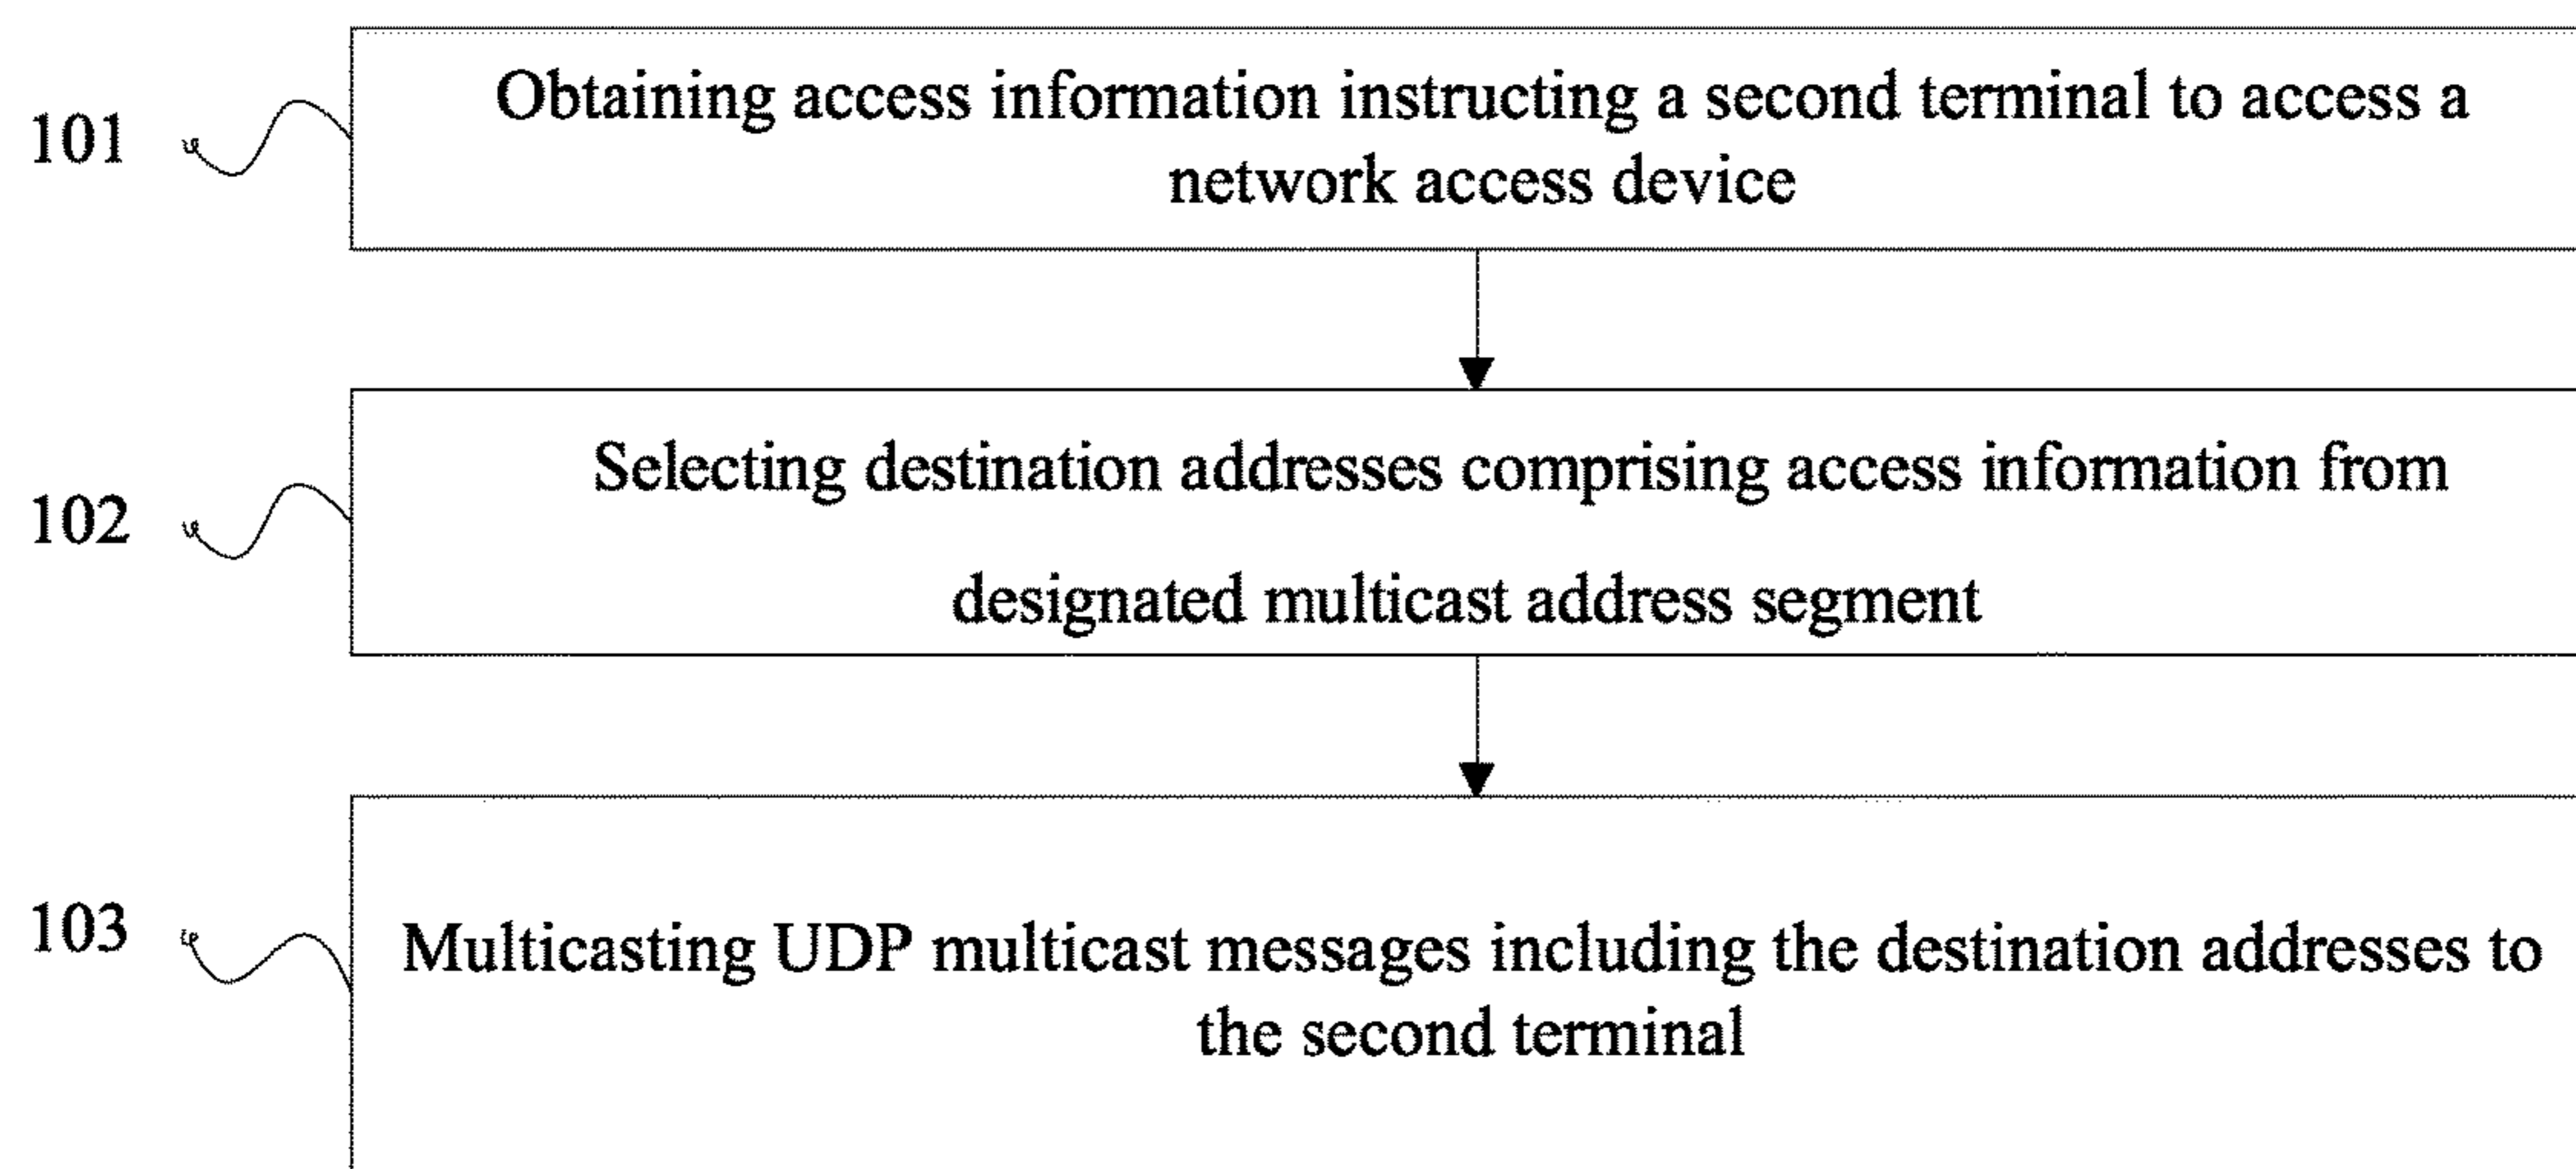 Obtaining access information instructing a second terminal to access a
101
network access device
Selecting destination addresses comprising access information from
102
designated multicast address segment
103
Multicasting UDP multicast messages including the destination addresses to
the second terminal